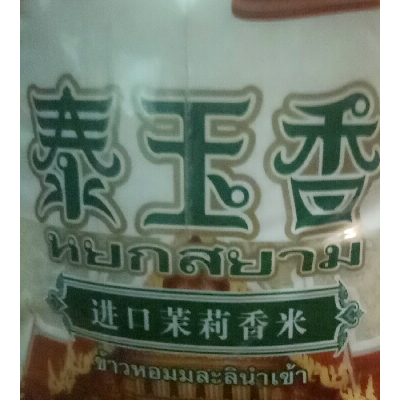 泰玉香
หยกสยาม
进口茉莉香米
ข้าวหอมมะลินำเข้า